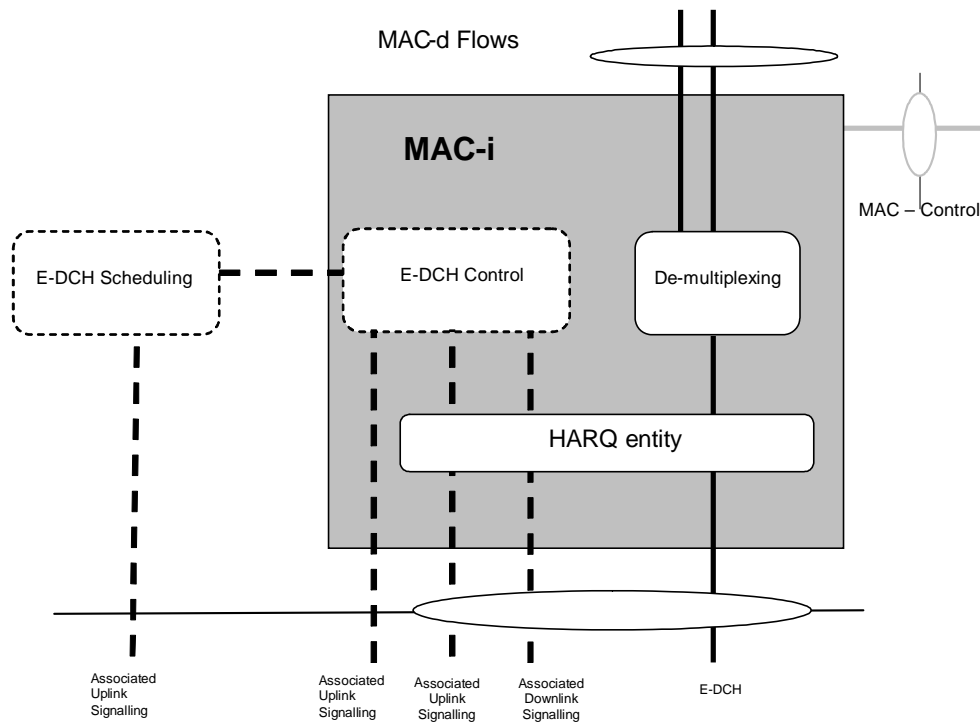 MAC-d Flows
MAC-i
MAC – Control
E-DCH Scheduling
E-DCH Control
De-multiplexing
HARQ entity
Associated
Uplink
Signalling
Associated
Uplink
Signalling
Associated
Uplink
Signalling
Associated
Downlink
Signalling
E-DCH